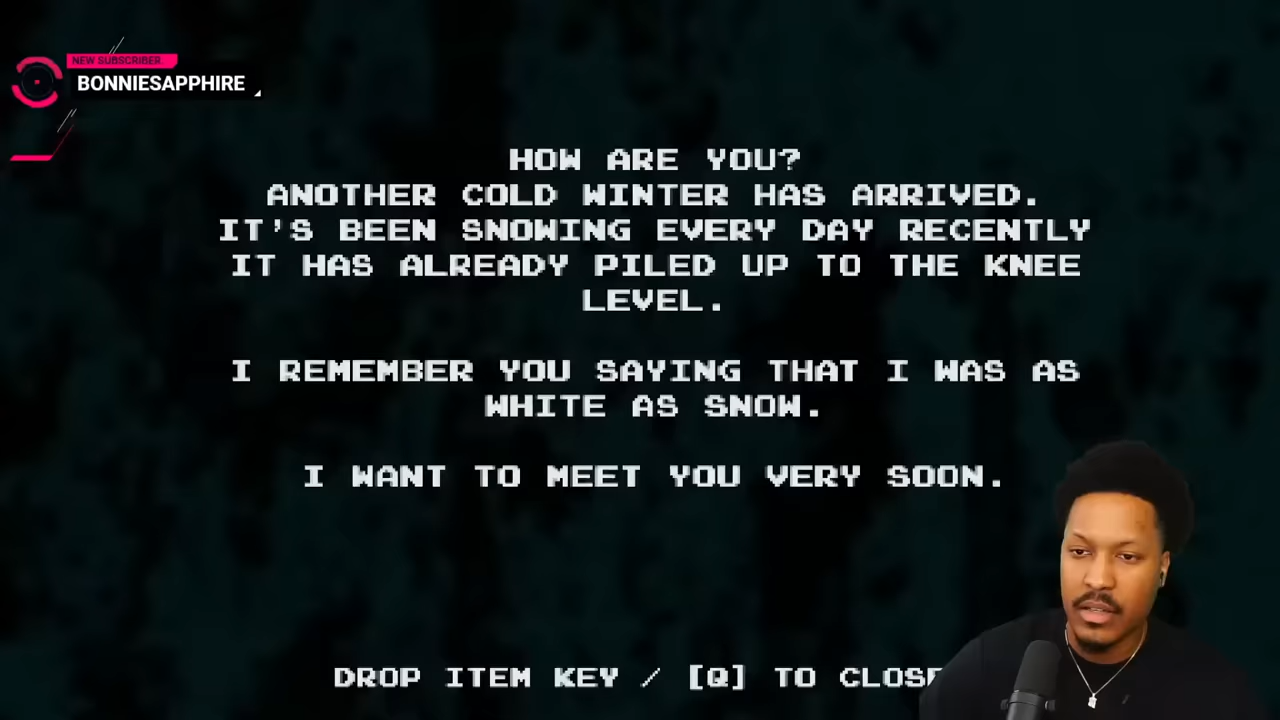 NEW SUBSCRIBER
BONNIESAPPHIRE
HOW ARE YOU?
ANOTHER COLD WINTER HAS ARRIVED.
IT'S BEEN SNOWING EVERY DAY RECENTLY
IT HAS ALREADY PILED UP TO THE KNEE
LEVEL.
I REMEMBER YOU SAYING THAT I WAS AS
WHITE AS SNOW.
I WANT TO MEET YOU VERY SOON.
DROP ITEM KEY / [Q] TO CLOSE